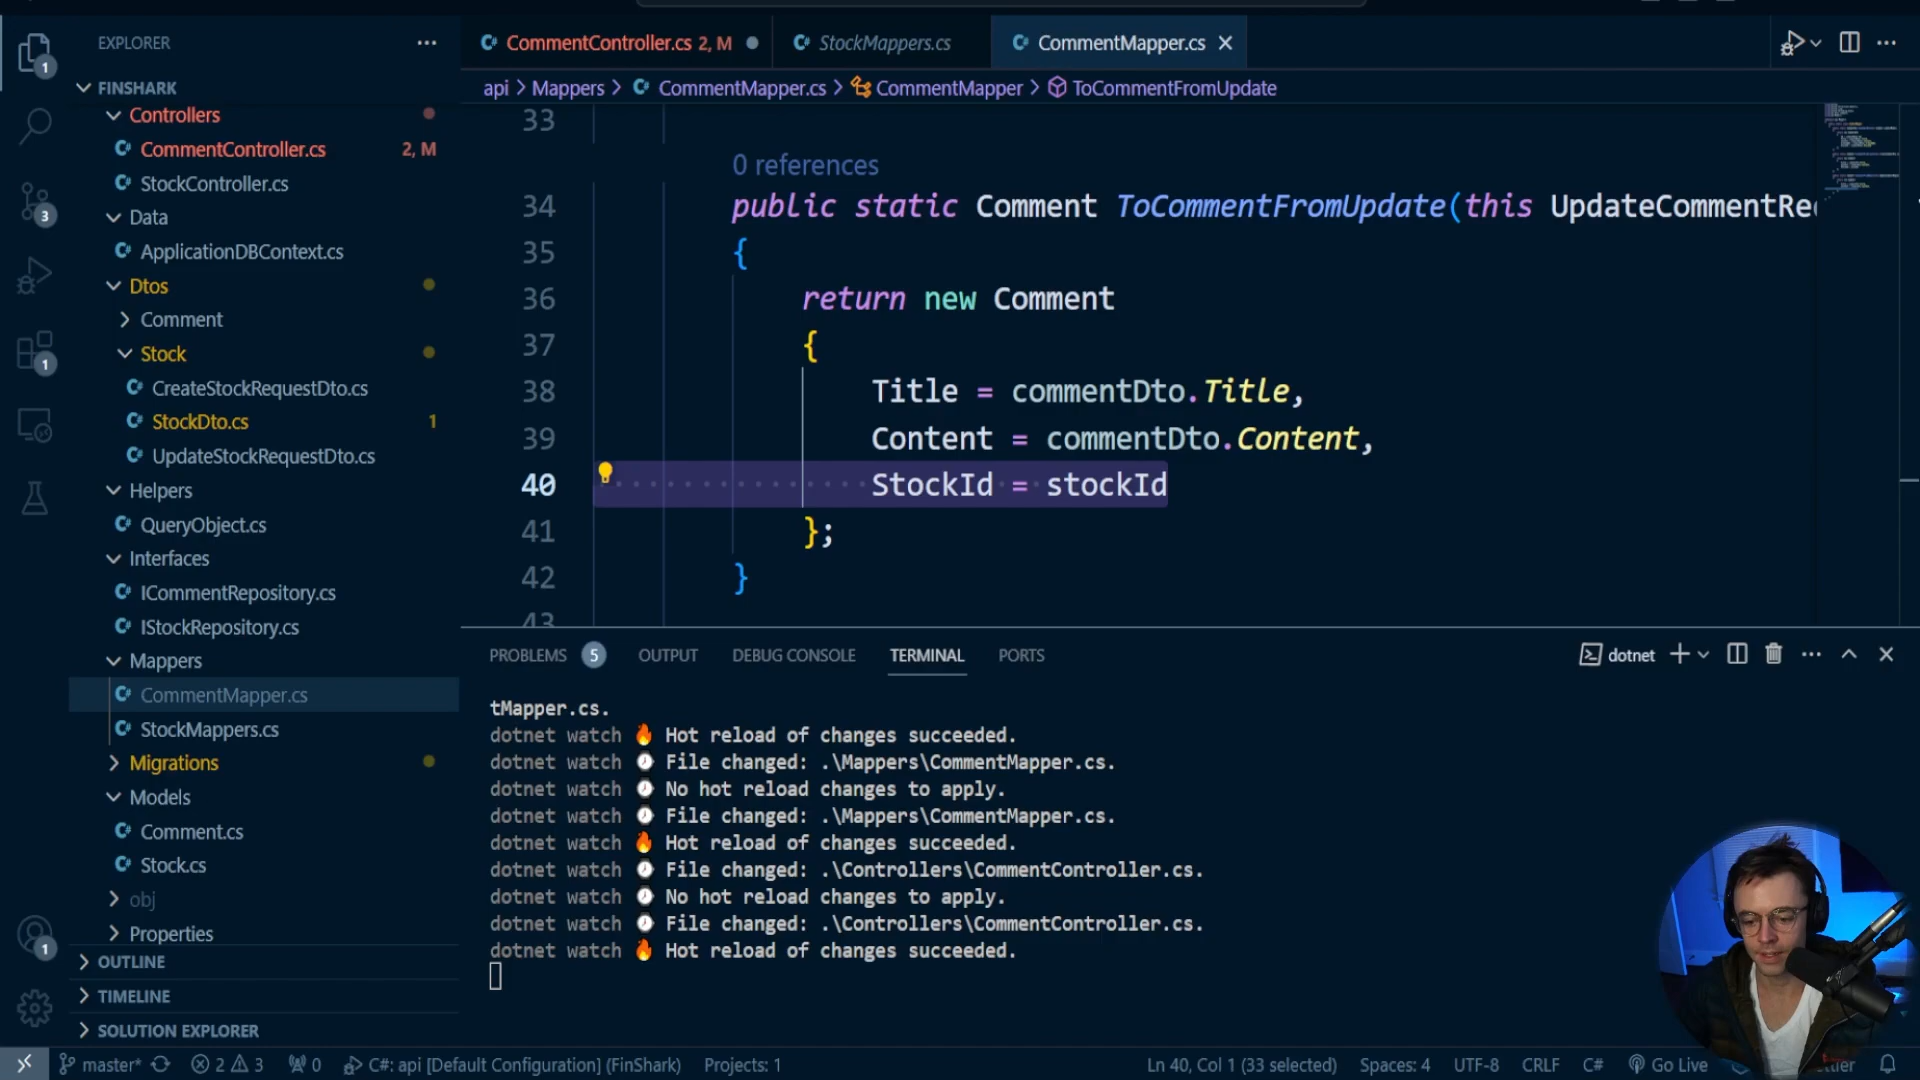 EXPLORER
FINSHARK
Controllers
CommentController.cs 2, M
StockController.cs
Data
ApplicationDBContext.cs
Dtos
Comment
Stock
CreateStockRequestDto.cs
StockDto.cs 1
UpdateStockRequestDto.cs
Helpers
QueryObject.cs
Interfaces
ICommentRepository.cs
IStockRepository.cs
Mappers
CommentMapper.cs
StockMappers.cs
Migrations
Models
Comment.cs
Stock.cs
obj
Properties
OUTLINE
TIMELINE
SOLUTION EXPLORER
1
3
1
1
CommentController.cs 2, M
StockMappers.cs
CommentMapper.cs
api > Mappers > CommentMapper.cs > CommentMapper > ToCommentFromUpdate
33
0 references
34 public static Comment ToCommentFromUpdate(this UpdateCommentRe
35 {
36 return new Comment
37 {
38 Title = commentDto.Title,
39 Content = commentDto.Content,
40 StockId = stockId
41 };
42 }
43
PROBLEMS 5 OUTPUT DEBUG CONSOLE TERMINAL PORTS
dotnet
tMapper.cs.
dotnet watch 🔥 Hot reload of changes succeeded.
dotnet watch ⌚ File changed: .\Mappers\CommentMapper.cs.
dotnet watch ⌚ No hot reload changes to apply.
dotnet watch ⌚ File changed: .\Mappers\CommentMapper.cs.
dotnet watch 🔥 Hot reload of changes succeeded.
dotnet watch ⌚ File changed: .\Controllers\CommentController.cs.
dotnet watch ⌚ No hot reload changes to apply.
dotnet watch ⌚ File changed: .\Controllers\CommentController.cs.
dotnet watch 🔥 Hot reload of changes succeeded.
master* 2 3 0 C#: api [Default Configuration] (FinShark) Projects: 1 Ln 40, Col 1 (33 selected) Spaces: 4 UTF-8 CRLF C# Go Live